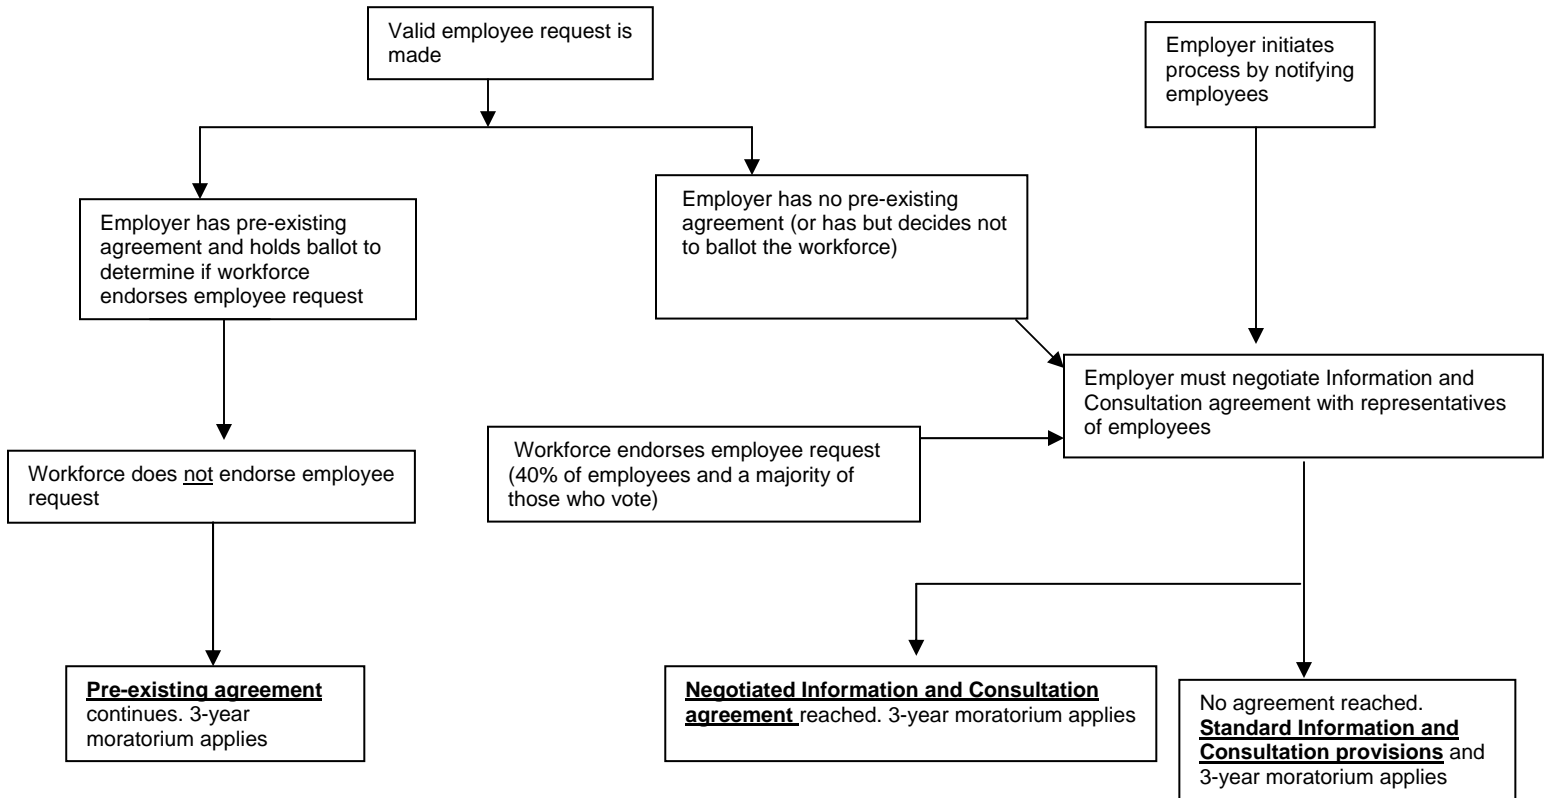 Valid employee request is
made
Employer initiates
process by notifying
employees
Employer has pre-existing
agreement and holds ballot to
determine if workforce
endorses employee request
Employer has no pre-existing
agreement (or has but decides not
to ballot the workforce)
Employer must negotiate Information and
Consultation agreement with representatives
of employees
Workforce endorses employee request
(40% of employees and a majority of
those who vote)
Workforce does not endorse employee
request
Pre-existing agreement
continues. 3-year
moratorium applies
Negotiated Information and Consultation
agreement reached. 3-year moratorium applies
No agreement reached.
Standard Information and
Consultation provisions and
3-year moratorium applies